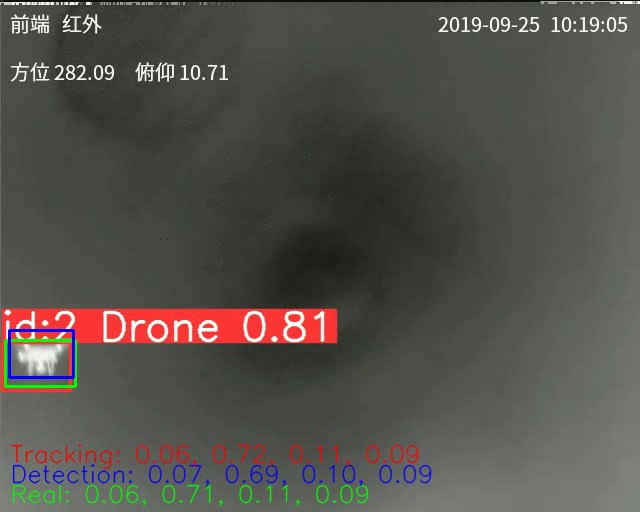 前端 红外 2019-09-25 10:19:05
方位 282.09 俯仰 10.71
id:2 Drone 0.81
Tracking: 0.06, 0.72, 0.11, 0.09
Detection: 0.07, 0.69, 0.10, 0.09
Real: 0.06, 0.71, 0.11, 0.09